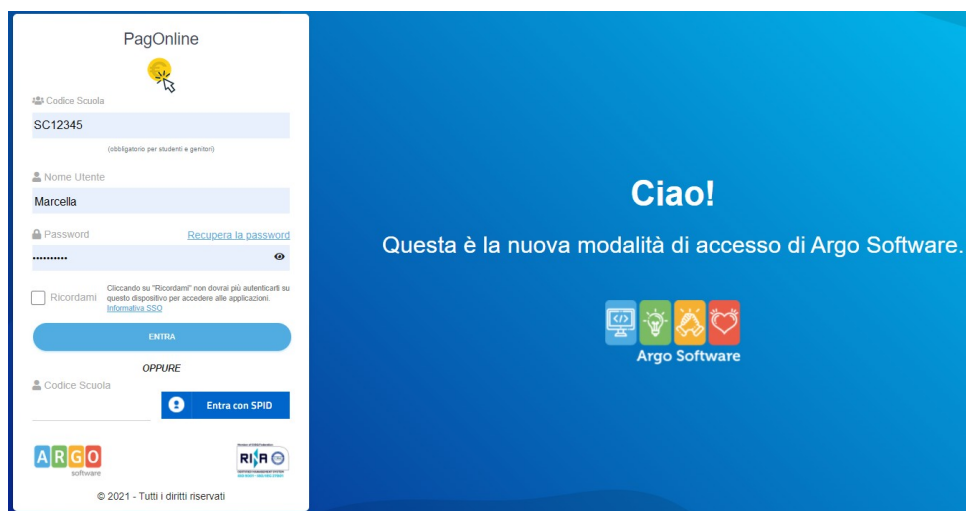 PagOnline
Codice Scuola
SC12345
(obbligatorio per studenti e genitori)
Nome Utente
Marcella
Password
Recupera la password
••••••••••
Ricordami
Cliccando su "Ricordami" non dovrai più autenticarti su
questo dispositivo per accedere alle applicazioni.
Informativa SSO
ENTRA
OPPURE
Codice Scuola
Entra con SPID
ARGO
software
RINA
© 2021 - Tutti i diritti riservati
Ciao!
Questa è la nuova modalità di accesso di Argo Software.
</>
Argo Software